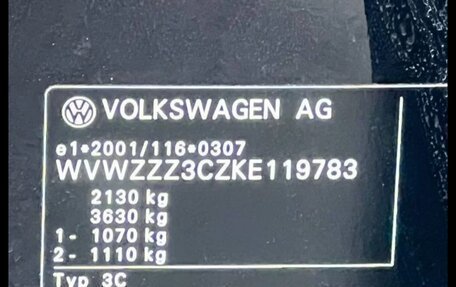 VOLKSWAGEN AG
e1*2001/116*0307
WVWZZZ3CZKE119783
2130 kg
3630 kg
1- 1070 kg
2- 1110 kg
Typ 3C